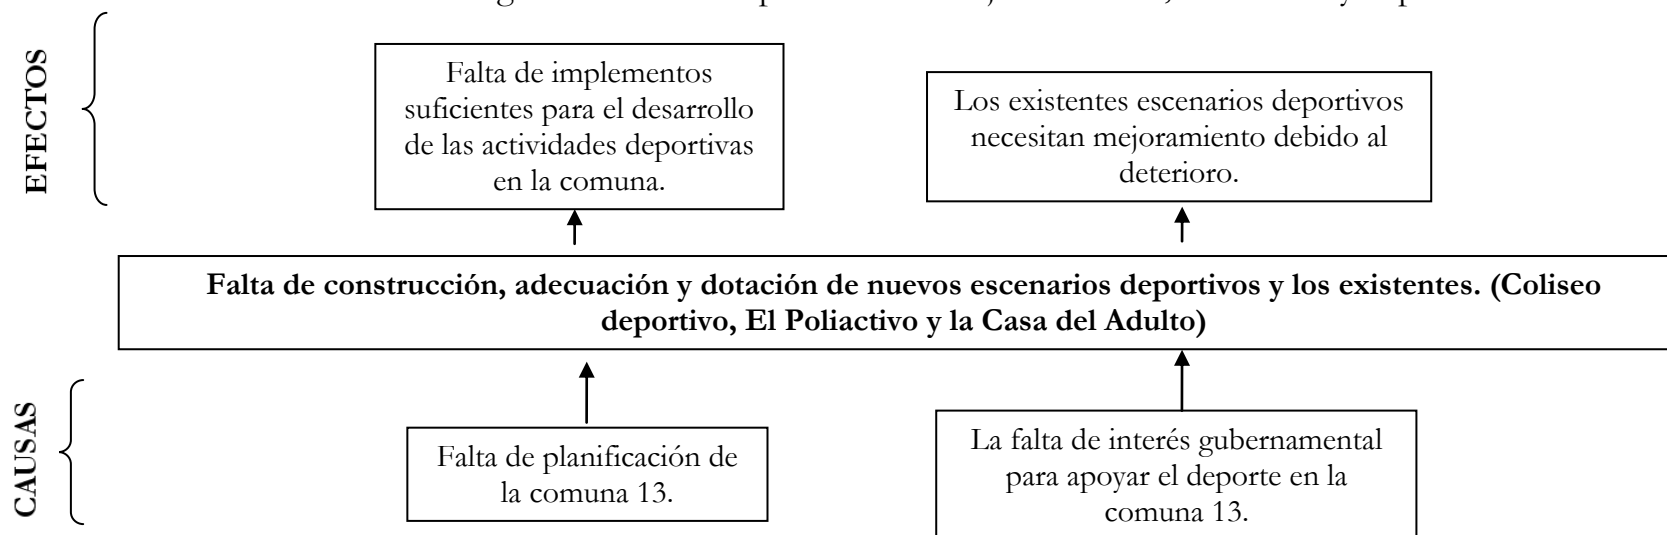 EFECTOS
Falta de implementos
suficientes para el desarrollo
de las actividades deportivas
en la comuna.
Los existentes escenarios deportivos
necesitan mejoramiento debido al
deterioro.
Falta de construcción, adecuación y dotación de nuevos escenarios deportivos y los existentes. (Coliseo
deportivo, El Poliactivo y la Casa del Adulto)
CAUSAS
Falta de planificación de
la comuna 13.
La falta de interés gubernamental
para apoyar el deporte en la
comuna 13.